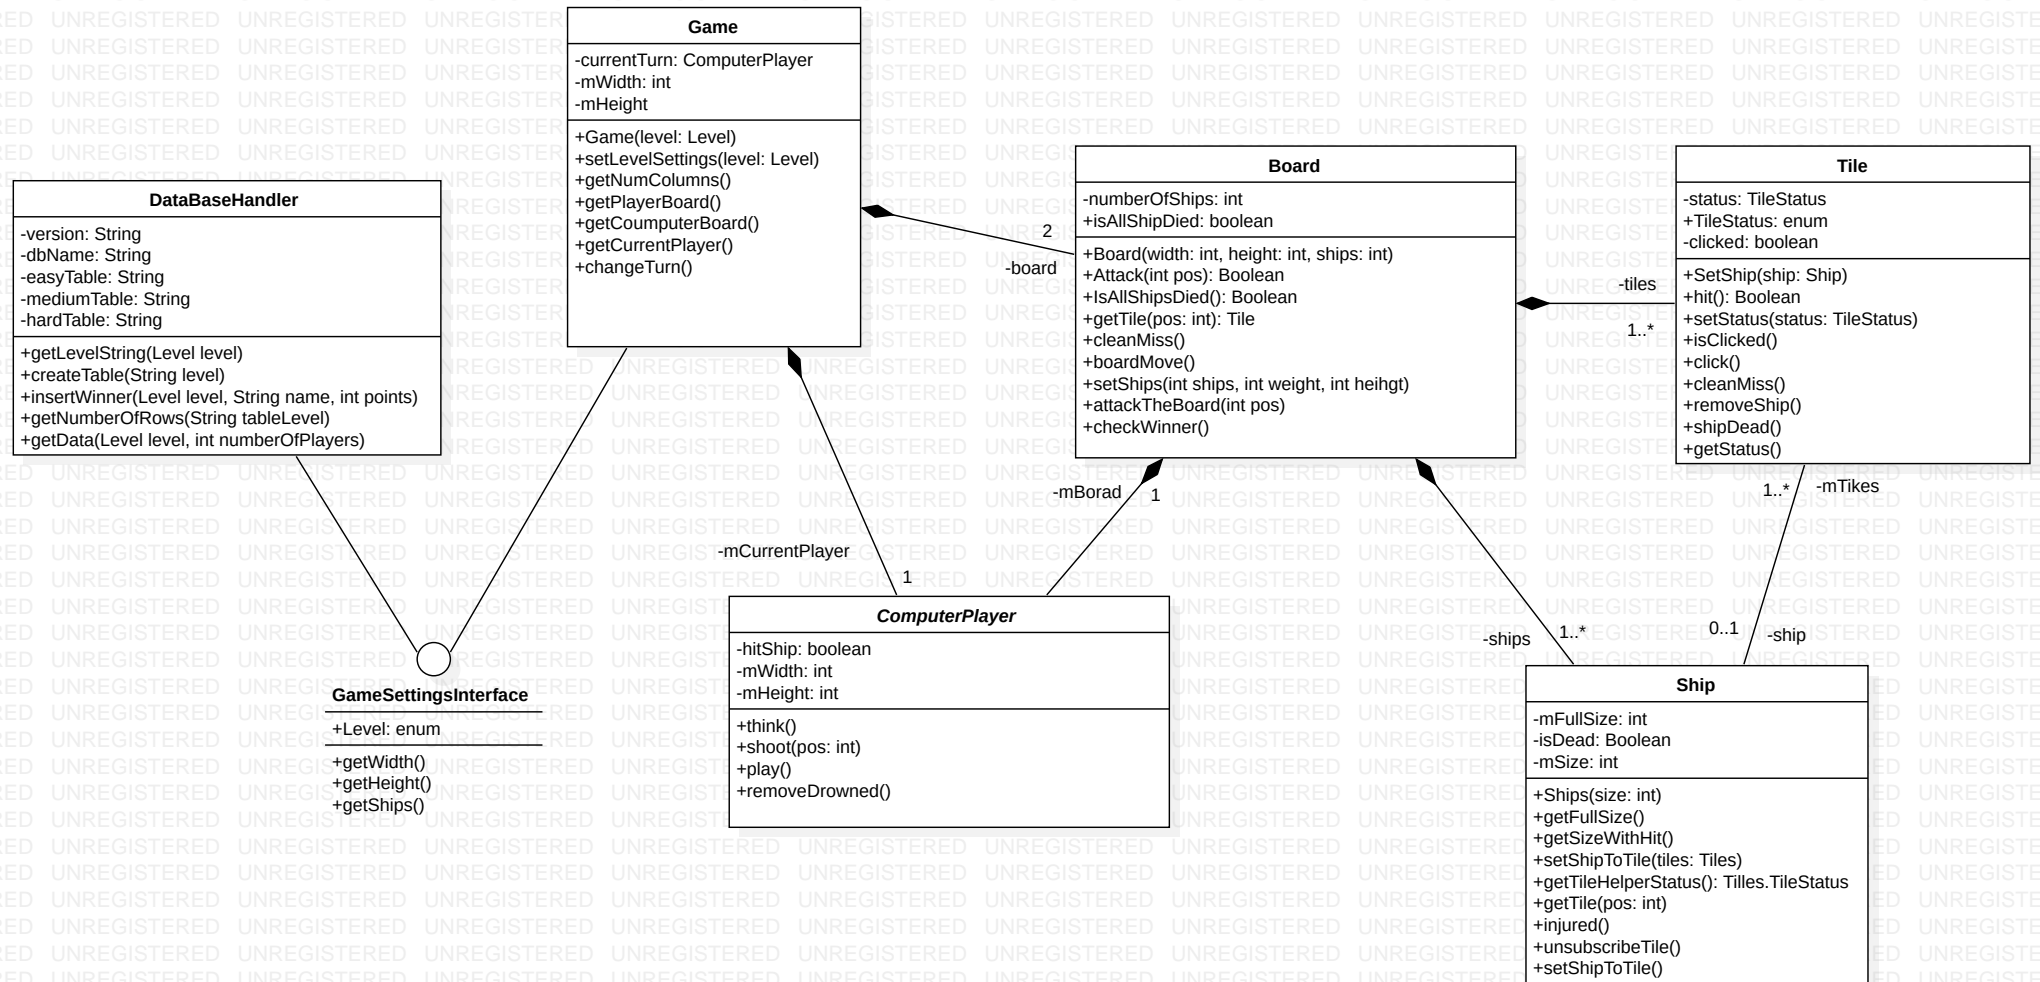 Game
-currentTurn: ComputerPlayer
-mWidth: int
-mHeight
+Game(level: Level)
+setLevelSettings(level: Level)
+getNumColumns()
+getPlayerBoard()
+getCoumputerBoard()
+getCurrentPlayer()
+changeTurn()
DataBaseHandler
-version: String
-dbName: String
-easyTable: String
-mediumTable: String
-hardTable: String
+getLevelString(Level level)
+createTable(String level)
+insertWinner(Level level, String name, int points)
+getNumberOfRows(String tableLevel)
+getData(Level level, int numberOfPlayers)
2
-board
Board
-numberOfShips: int
+isAllShipDied: boolean
+Board(width: int, height: int, ships: int)
+Attack(int pos): Boolean
+IsAllShipsDied(): Boolean
+getTile(pos: int): Tile
+cleanMiss()
+boardMove()
+setShips(int ships, int weight, int heihgt)
+attackTheBoard(int pos)
+checkWinner()
-tiles
1..*
Tile
-status: TileStatus
+TileStatus: enum
-clicked: boolean
+SetShip(ship: Ship)
+hit(): Boolean
+setStatus(status: TileStatus)
+isClicked()
+click()
+cleanMiss()
+removeShip()
+shipDead()
+getStatus()
-mBorad
1
1..*
-mTikes
-mCurrentPlayer
1
-ships
1..*
0..1
-ship
GameSettingsInterface
+Level: enum
+getWidth()
+getHeight()
+getShips()
ComputerPlayer
-hitShip: boolean
-mWidth: int
-mHeight: int
+think()
+shoot(pos: int)
+play()
+removeDrowned()
Ship
-mFullSize: int
-isDead: Boolean
-mSize: int
+Ships(size: int)
+getFullSize()
+getSizeWithHit()
+setShipToTile(tiles: Tiles)
+getTileHelperStatus(): Tilles.TileStatus
+getTile(pos: int)
+injured()
+unsubscribeTile()
+setShipToTile()
UNREGISTERED